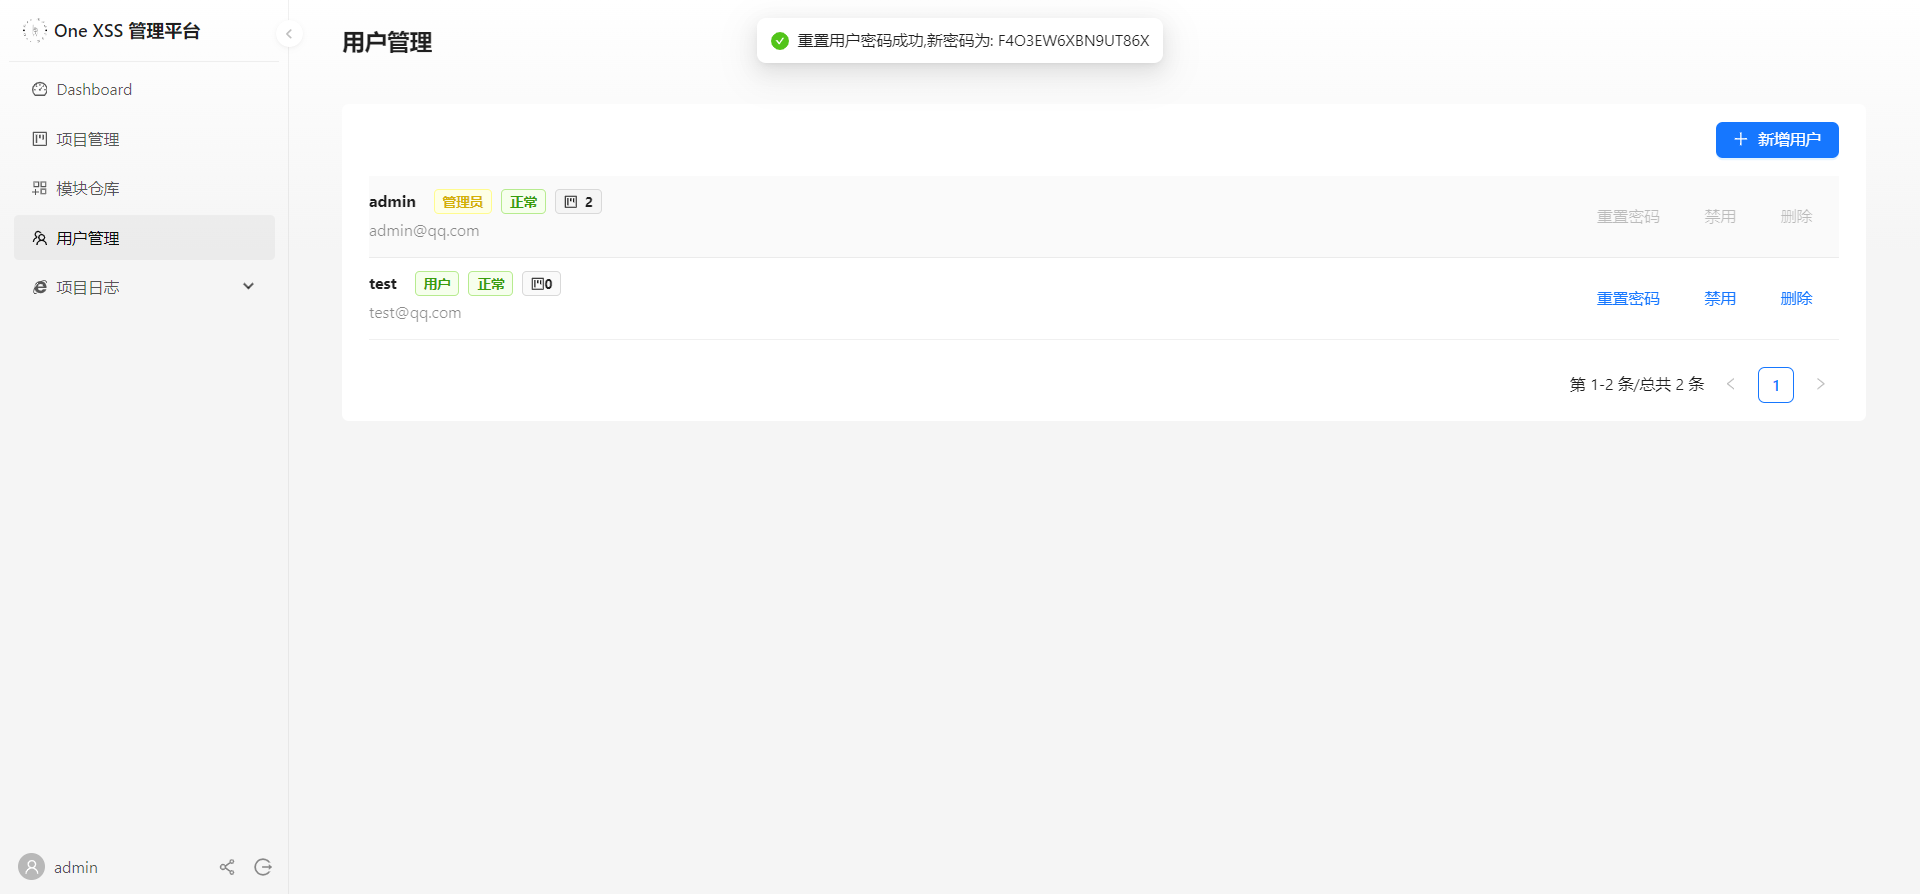 One XSS 管理平台
Dashboard
项目管理
模块仓库
用户管理
项目日志
admin
用户管理
重置用户密码成功,新密码为: F4O3EW6XBN9UT86X
新增用户
admin 管理员 正常 2
admin@qq.com
重置密码 禁用 删除
test 用户 正常 0
test@qq.com
重置密码 禁用 删除
第 1-2 条/总共 2 条 1